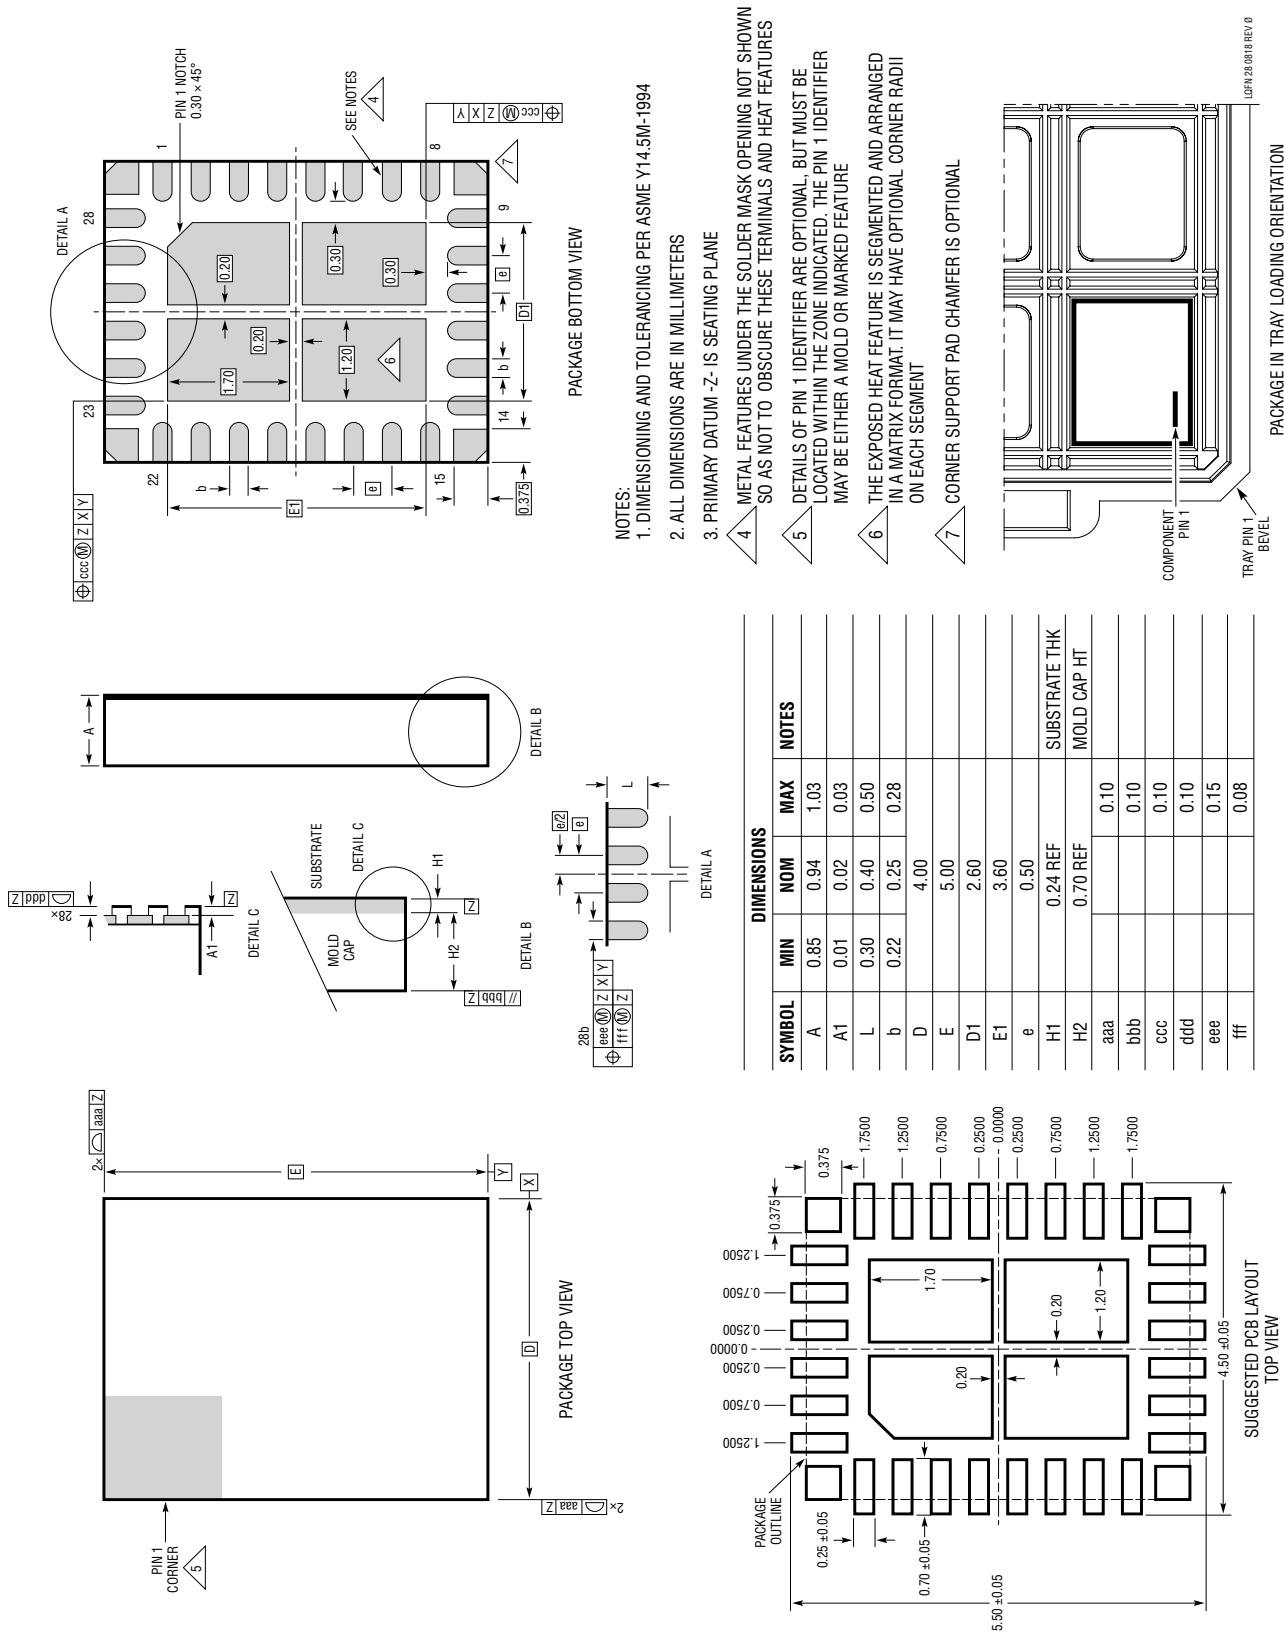 PIN 1
CORNER
5
2× aaa Z
E
Y
X
D
aaa Z
2×
PACKAGE TOP VIEW
28×
ddd Z
Z
A1
DETAIL C
SUBSTRATE
DETAIL C
MOLD
CAP
H1
H2
Z
// bbb Z
DETAIL B
A
DETAIL B
28b
eee M Z X Y
fff M Z
e/2
e
L
DETAIL A
ccc M Z X Y
DETAIL A
PIN 1 NOTCH
0.30 × 45°
SEE NOTES
4
ccc M Z X Y
7
28
23
22
15
14
9
8
1
b
e
E1
0.375
0.20
0.20
1.70
1.20
6
0.30
0.30
e
b
D1
PACKAGE BOTTOM VIEW
PACKAGE
OUTLINE
0.25 ±0.05
0.70 ±0.05
5.50 ±0.05
4.50 ±0.05
1.2500
0.7500
0.2500
0.0000
0.2500
0.7500
1.2500
0.375
0.375
1.7500
1.2500
0.7500
0.2500
0.0000
0.2500
0.7500
1.2500
1.7500
1.70
0.20
0.20
1.20
SUGGESTED PCB LAYOUT
TOP VIEW
DIMENSIONS
SYMBOL MIN NOM MAX NOTES
A 0.85 0.94 1.03
A1 0.01 0.02 0.03
L 0.30 0.40 0.50
b 0.22 0.25 0.28
D 4.00
E 5.00
D1 2.60
E1 3.60
e 0.50
H1 0.24 REF SUBSTRATE THK
H2 0.70 REF MOLD CAP HT
aaa 0.10
bbb 0.10
ccc 0.10
ddd 0.10
eee 0.15
fff 0.08
NOTES:
1. DIMENSIONING AND TOLERANCING PER ASME Y14.5M-1994
2. ALL DIMENSIONS ARE IN MILLIMETERS
3. PRIMARY DATUM -Z- IS SEATING PLANE
4 METAL FEATURES UNDER THE SOLDER MASK OPENING NOT SHOWN
SO AS NOT TO OBSCURE THESE TERMINALS AND HEAT FEATURES
5 DETAILS OF PIN 1 IDENTIFIER ARE OPTIONAL, BUT MUST BE
LOCATED WITHIN THE ZONE INDICATED. THE PIN 1 IDENTIFIER
MAY BE EITHER A MOLD OR MARKED FEATURE
6 THE EXPOSED HEAT FEATURE IS SEGMENTED AND ARRANGED
IN A MATRIX FORMAT. IT MAY HAVE OPTIONAL CORNER RADII
ON EACH SEGMENT
7 CORNER SUPPORT PAD CHAMFER IS OPTIONAL
COMPONENT
PIN 1
TRAY PIN 1
BEVEL
PACKAGE IN TRAY LOADING ORIENTATION
LQFN 28 0818 REV Ø